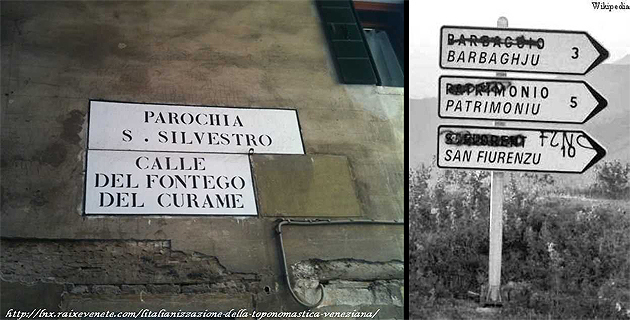 PAROCHIA
S . SILVESTRO
CALLE
DEL FONTEGO
DEL CURAME
http://lnx.raixevenete.com/litalianizzazione-della-toponomastica-veneziana/
Wikipedia
BARBAGGIO
BARBAGHJU 3
PATRIMONIO
PATRIMONIU 5
FLNC
SAN FIURENZU 10